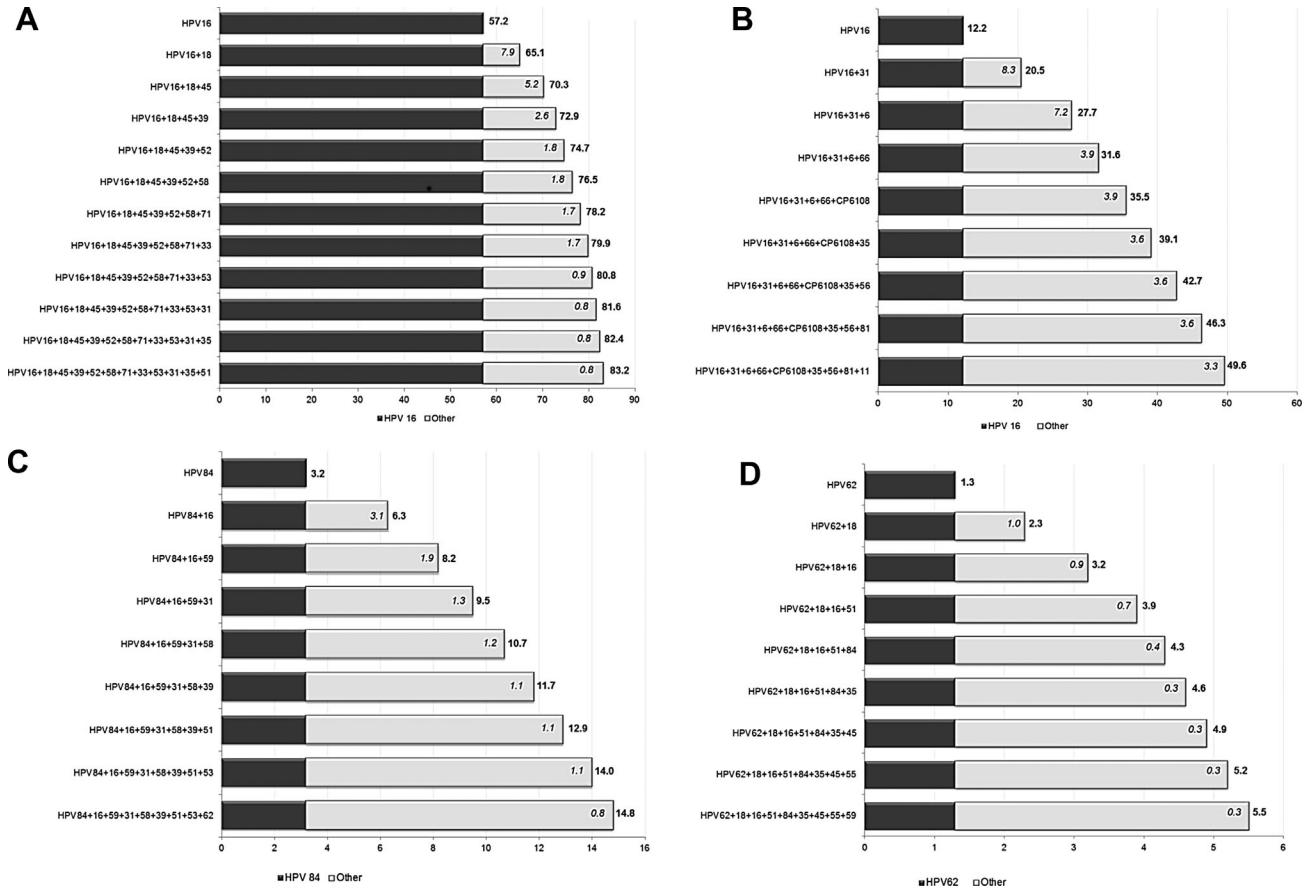 A
HPV16 57.2
HPV16+18 7.9 65.1
HPV16+18+45 5.2 70.3
HPV16+18+45+39 2.6 72.9
HPV16+18+45+39+52 1.8 74.7
HPV16+18+45+39+52+58 1.8 76.5
HPV16+18+45+39+52+58+71 1.7 78.2
HPV16+18+45+39+52+58+71+33 1.7 79.9
HPV16+18+45+39+52+58+71+33+53 0.9 80.8
HPV16+18+45+39+52+58+71+33+53+31 0.8 81.6
HPV16+18+45+39+52+58+71+33+53+31+35 0.8 82.4
HPV16+18+45+39+52+58+71+33+53+31+35+51 0.8 83.2
0 10 20 30 40 50 60 70 80 90
HPV 16 Other
B
HPV16 12.2
HPV16+31 8.3 20.5
HPV16+31+6 7.2 27.7
HPV16+31+6+66 3.9 31.6
HPV16+31+6+66+CP6108 3.9 35.5
HPV16+31+6+66+CP6108+35 3.6 39.1
HPV16+31+6+66+CP6108+35+56 3.6 42.7
HPV16+31+6+66+CP6108+35+56+81 3.6 46.3
HPV16+31+6+66+CP6108+35+56+81+11 3.3 49.6
0 10 20 30 40 50 60
HPV 16 Other
C
HPV84 3.2
HPV84+16 3.1 6.3
HPV84+16+59 1.9 8.2
HPV84+16+59+31 1.3 9.5
HPV84+16+59+31+58 1.2 10.7
HPV84+16+59+31+58+39 1.1 11.7
HPV84+16+59+31+58+39+51 1.1 12.9
HPV84+16+59+31+58+39+51+53 1.1 14.0
HPV84+16+59+31+58+39+51+53+62 0.8 14.8
0 2 4 6 8 10 12 14 16
HPV 84 Other
D
HPV62 1.3
HPV62+18 1.0 2.3
HPV62+18+16 0.9 3.2
HPV62+18+16+51 0.7 3.9
HPV62+18+16+51+84 0.4 4.3
HPV62+18+16+51+84+35 0.3 4.6
HPV62+18+16+51+84+35+45 0.3 4.9
HPV62+18+16+51+84+35+45+55 0.3 5.2
HPV62+18+16+51+84+35+45+55+59 0.3 5.5
0 1 2 3 4 5 6
HPV62 Other